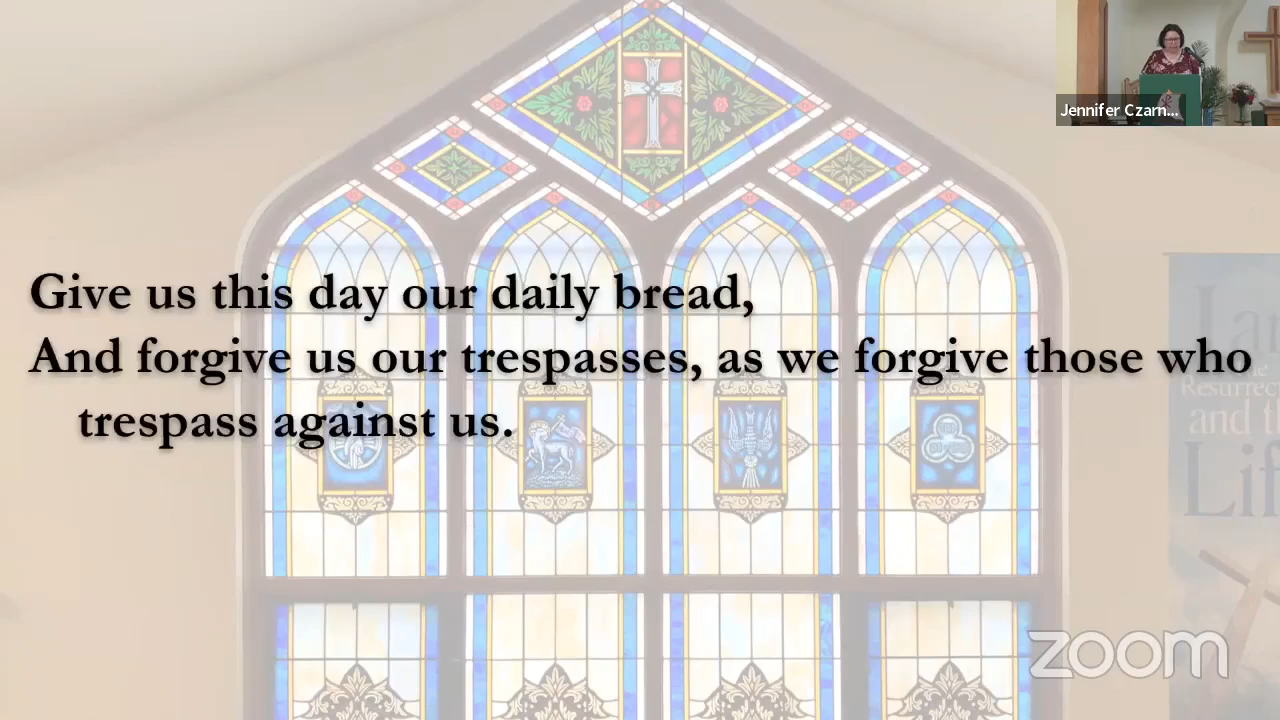 Jennifer Czarn...
Give us this day our daily bread,
And forgive us our trespasses, as we forgive those who
trespass against us.
and
zoom